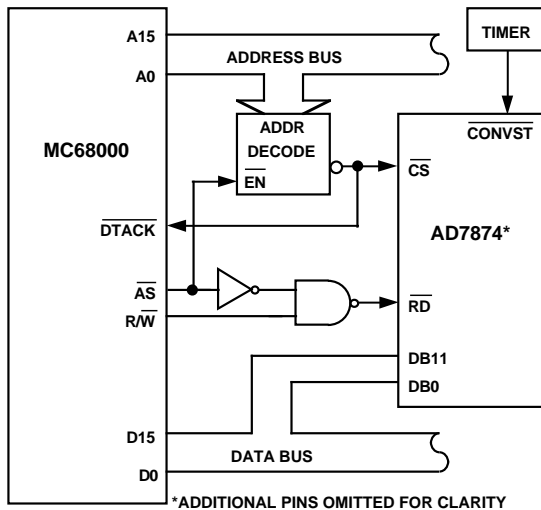 A15
ADDRESS BUS
A0
TIMER
MC68000
ADDR
DECODE
EN
CONVST
CS
DTACK
AD7874*
AS
R/W
RD
DB11
DB0
D15
DATA BUS
D0
*ADDITIONAL PINS OMITTED FOR CLARITY